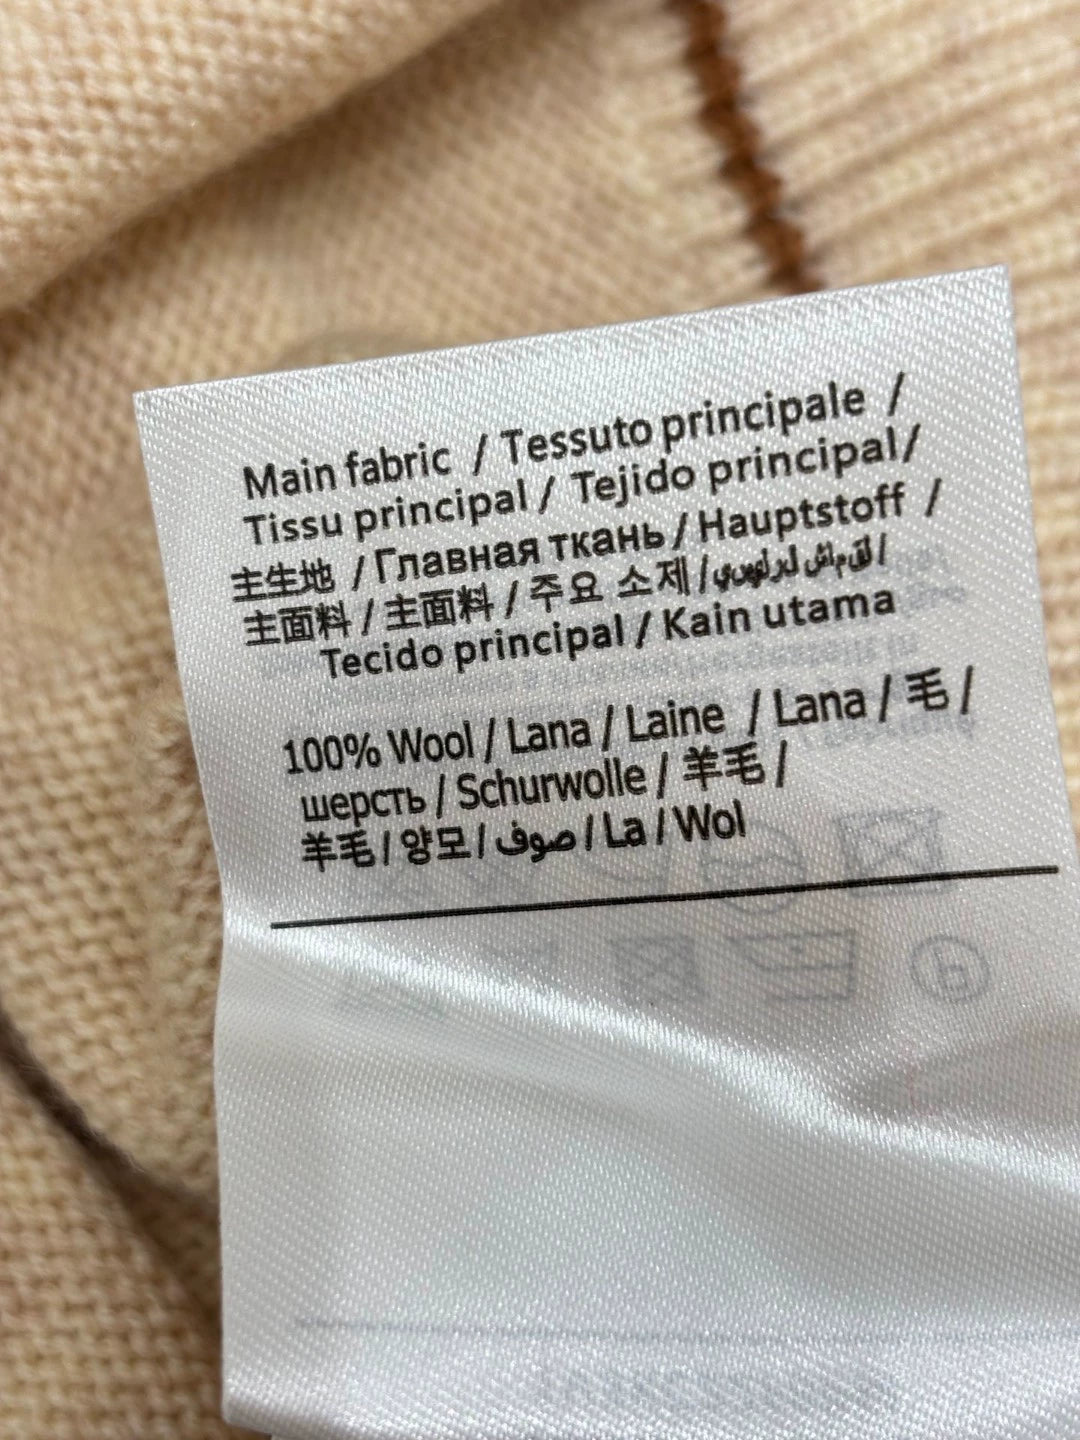 Main fabric / Tessuto principale /
Tissu principal / Tejido principal/
主生地 / Главная ткань / Hauptstoff /
主面料 / 主面料 / 주요 소제 /
Tecido principal / Kain utama
100% Wool / Lana / Laine / Lana / 毛 /
шерсть / Schurwolle / 羊毛 /
羊毛 / 양모 / صوف / La / Wol